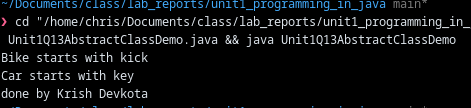 ~/Documents/class/lab_reports/unit1_programming_in_java main*
❯ cd "/home/chris/Documents/class/lab_reports/unit1_programming_in_
Unit1Q13AbstractClassDemo.java && java Unit1Q13AbstractClassDemo
Bike starts with kick
Car starts with key
done by Krish Devkota